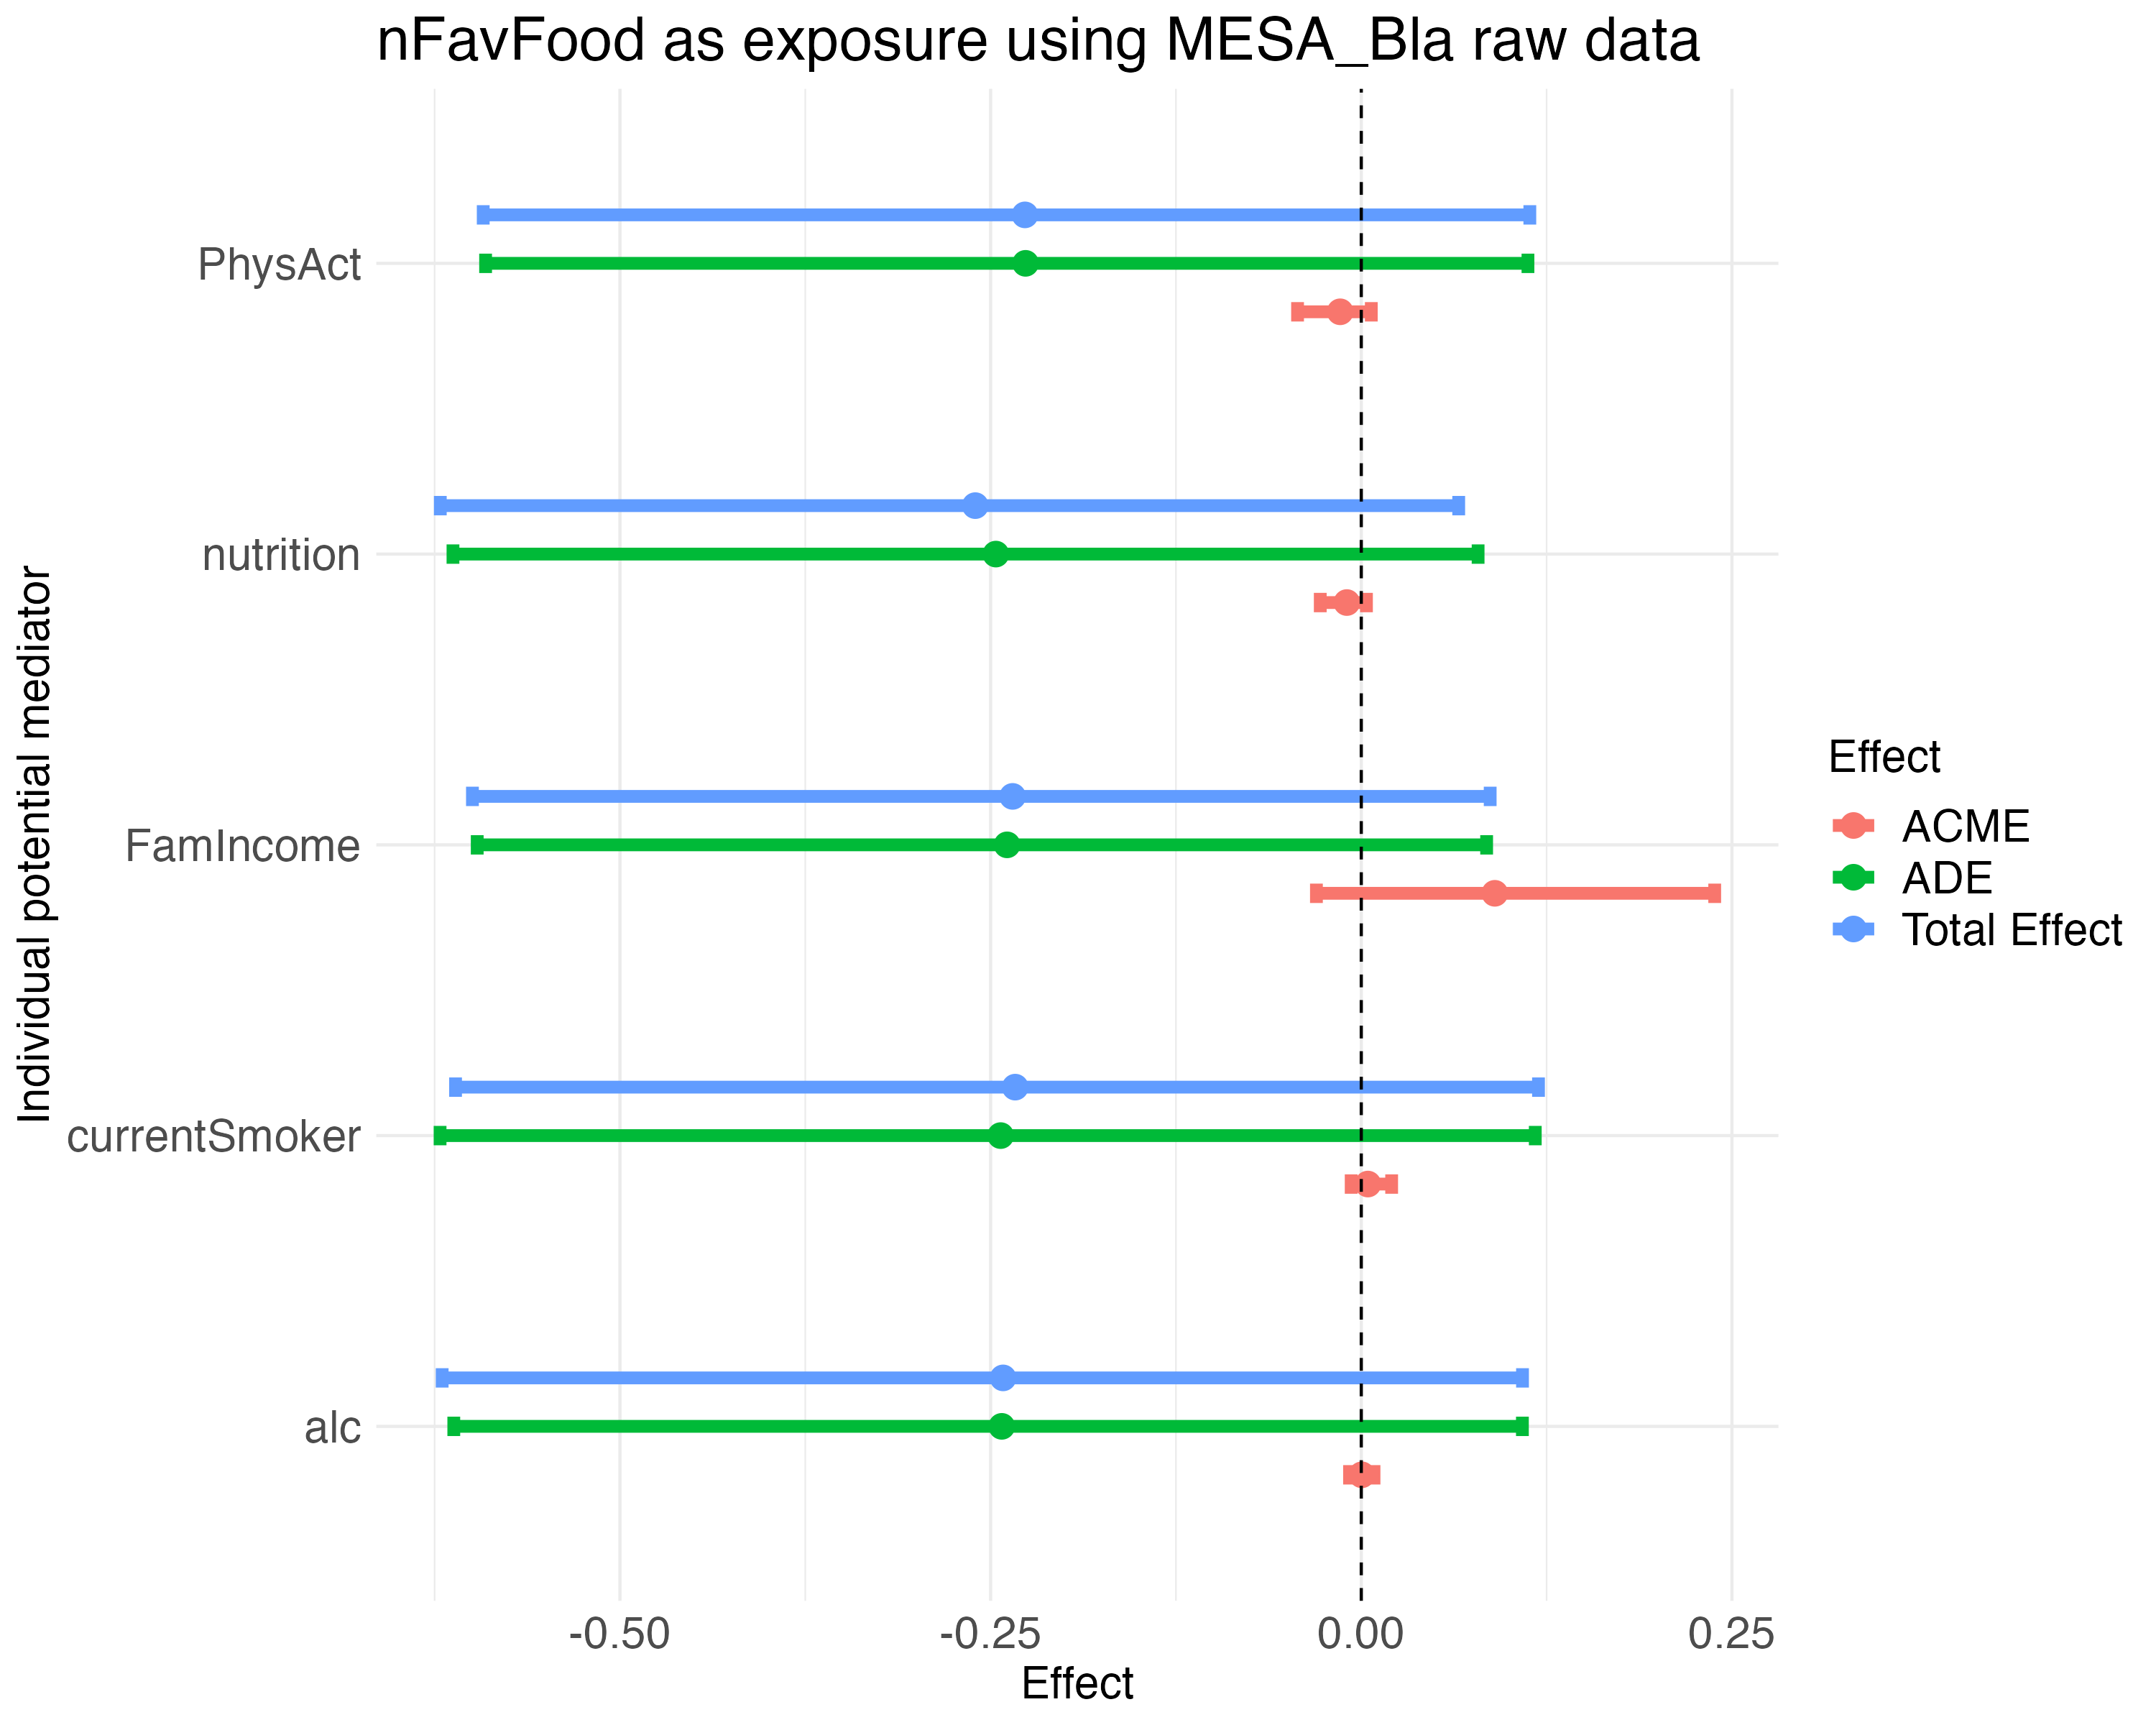 nFavFood as exposure using MESA_Bla raw data
Individual potential mediator
PhysAct
nutrition
FamIncome
currentSmoker
alc
-0.50
-0.25
0.00
0.25
Effect
Effect
ACME
ADE
Total Effect